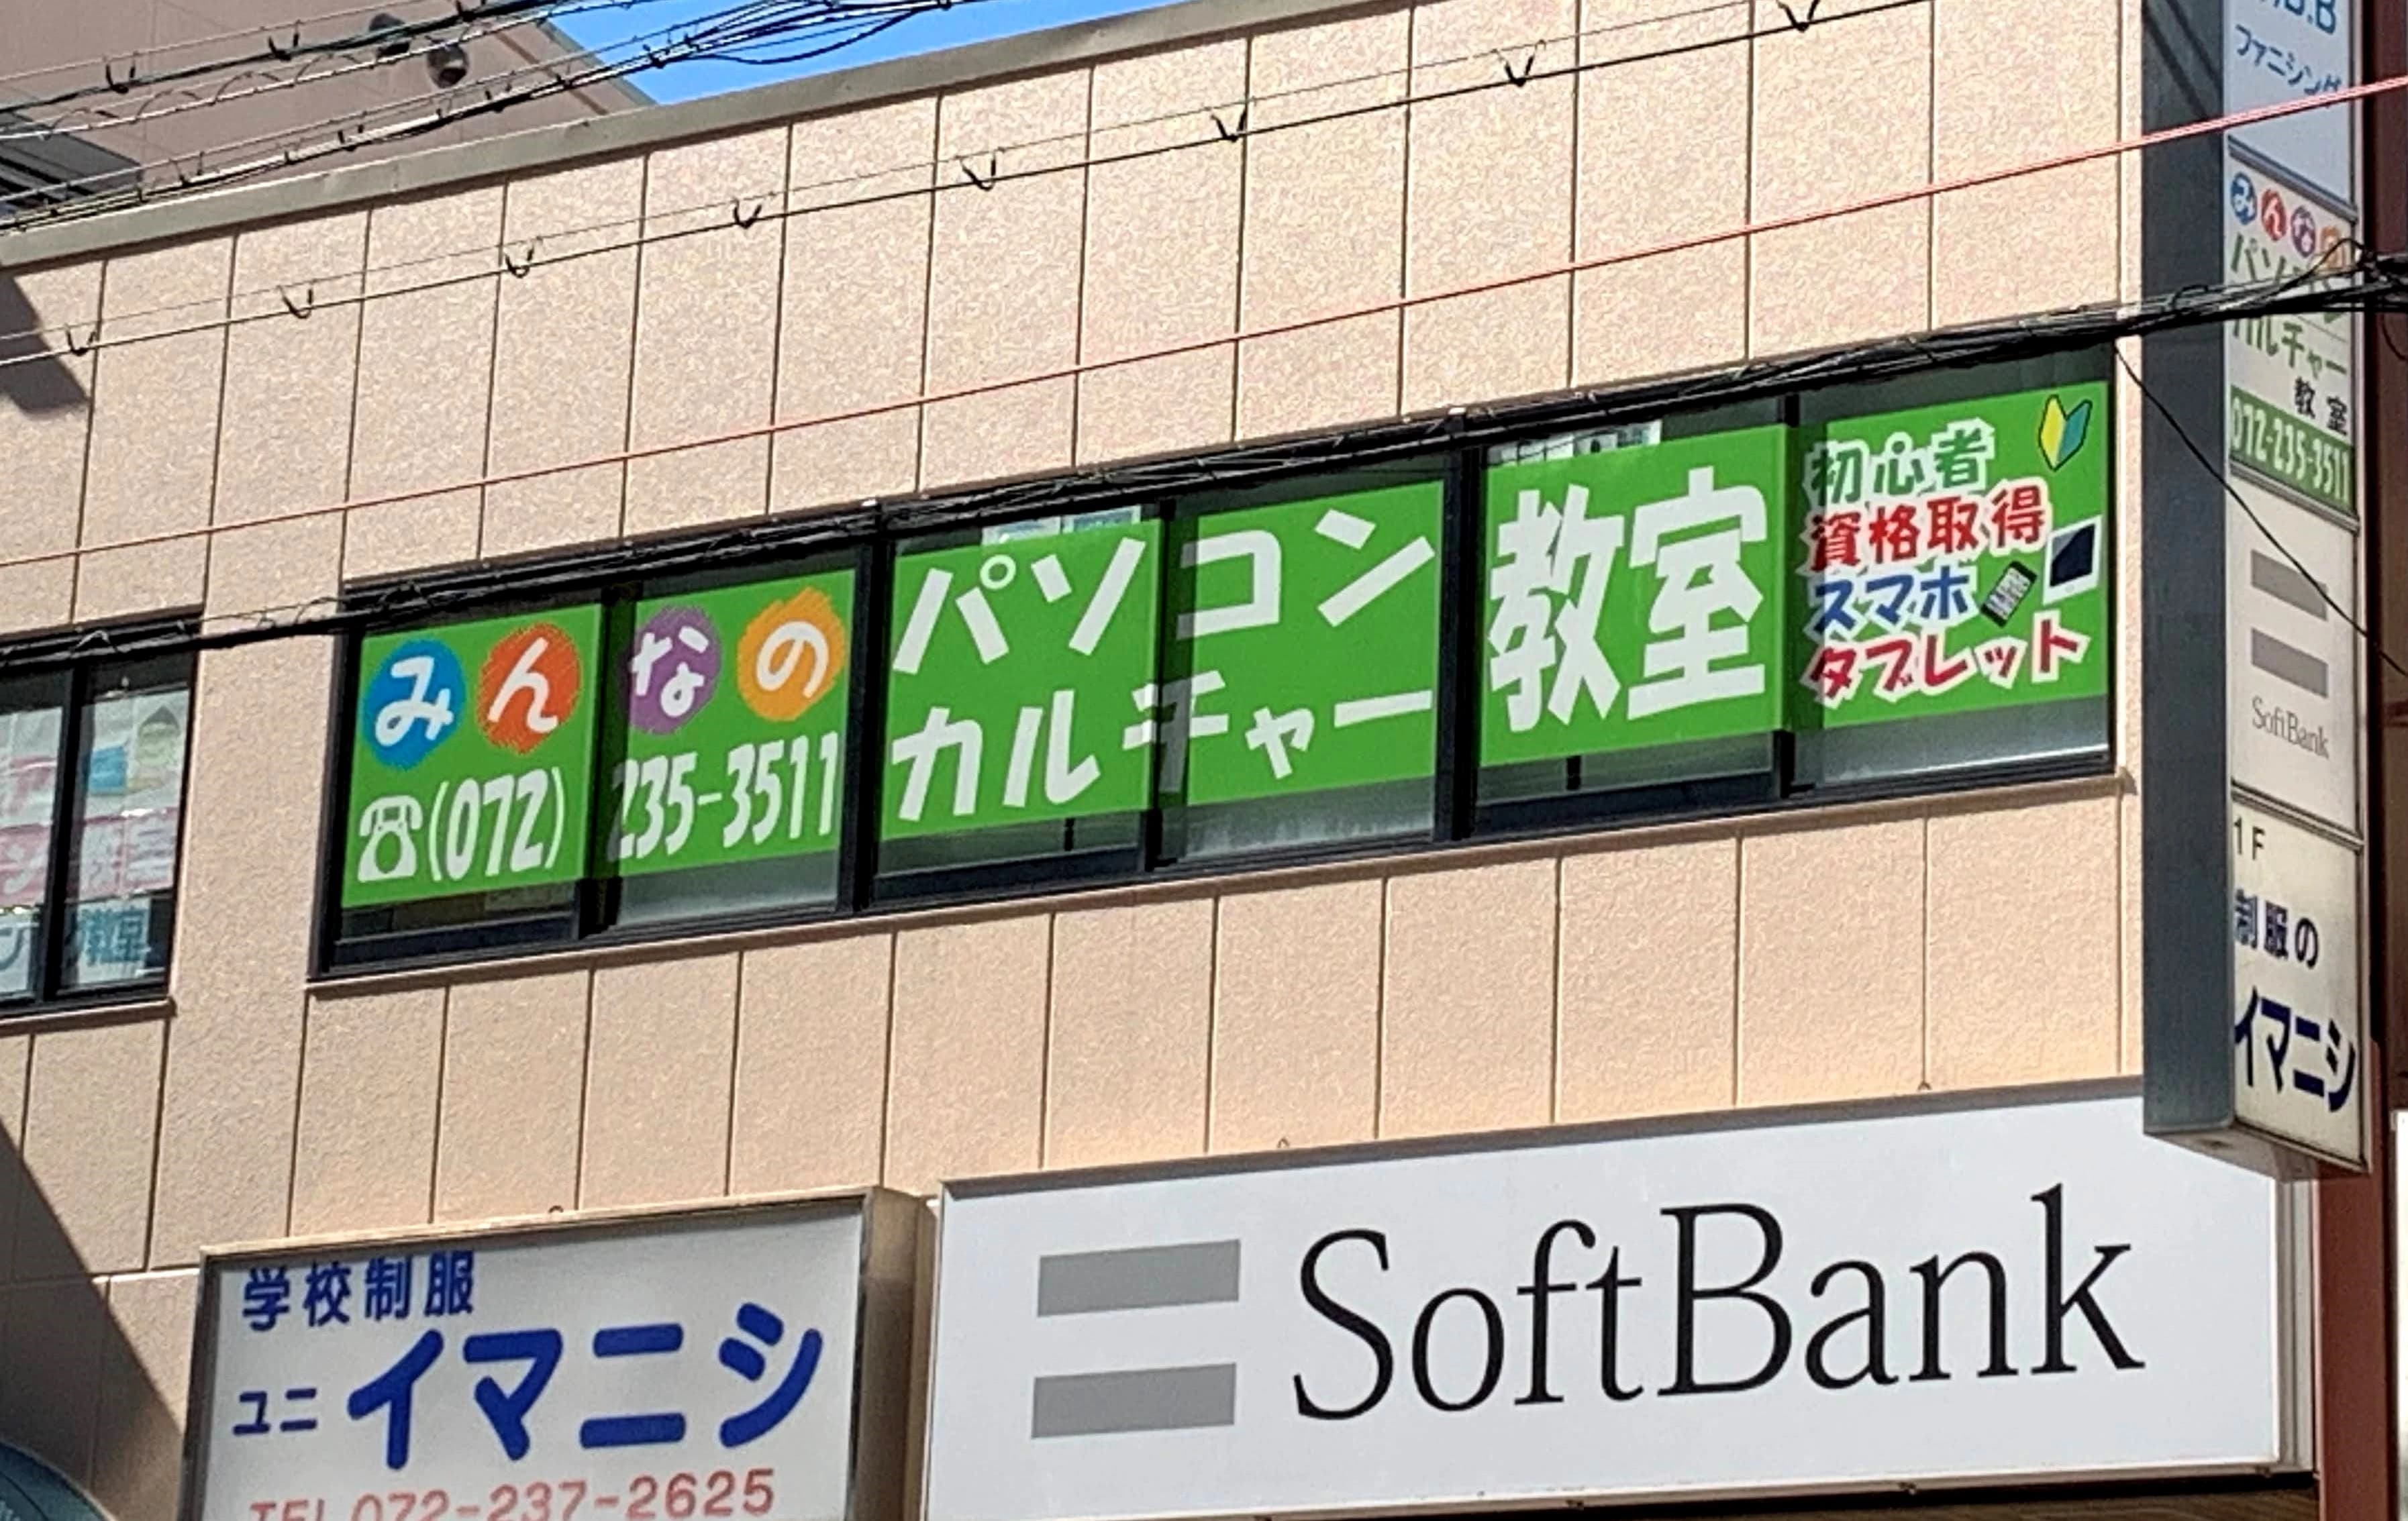 みんなの
(072) 235-3511
パソコン
カルチャー
教室
初心者
資格取得
スマホ
タブレット
ファニシング
みんなの
カルチャー
教室
072-235-3511
SoftBank
1F
制服の
イマニシ
学校制服
ユニ イマニシ
TEL 072-237-2625
SoftBank